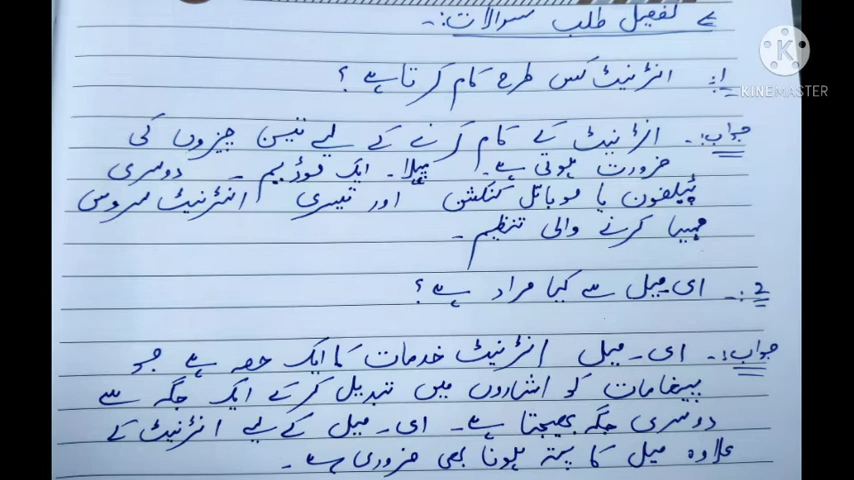 تفصیل طلب سوالات:۔
1: انٹرنیٹ کس طرح کام کرتا ہے؟
جواب:۔ انٹرنیٹ کے کام کرنے کے لیے تین چیزوں کی
ضرورت ہوتی ہے۔ پہلا۔ ایک موڈیم ۔ دوسری
ٹیلفون یا موبائل کنکشن اور تیسری انٹرنیٹ سروس
مہیا کرنے والی تنظیم۔
2:۔ ای۔میل سے کیا مراد ہے؟
جواب:۔ ای۔میل انٹرنیٹ خدمات کا ایک حصہ ہے جو
پیغامات کو اشاروں میں تبدیل کرکے ایک جگہ سے
دوسری جگہ بھیجتا ہے۔ ای۔میل کے لیے انٹرنیٹ کے
علاوہ میل کا پتہ ہونا بھی ضروری ہے۔
K
KINEMASTER